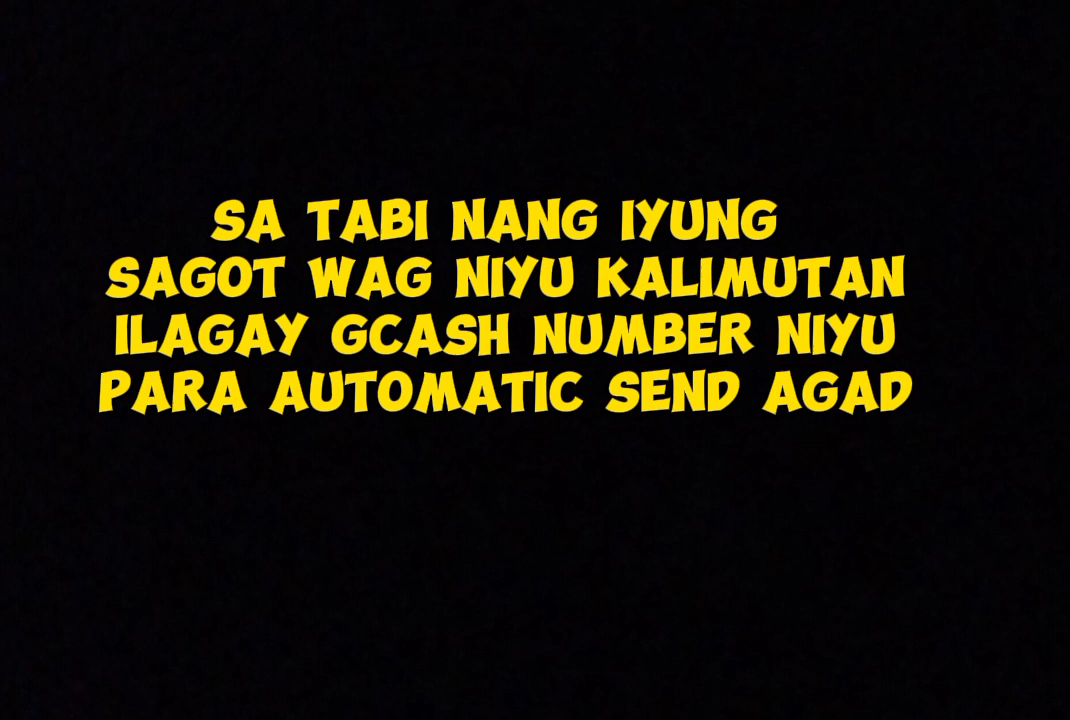 SA TABI NANG IYUNG
SAGOT WAG NIYU KALIMUTAN
ILAGAY GCASH NUMBER NIYU
PARA AUTOMATIC SEND AGAD